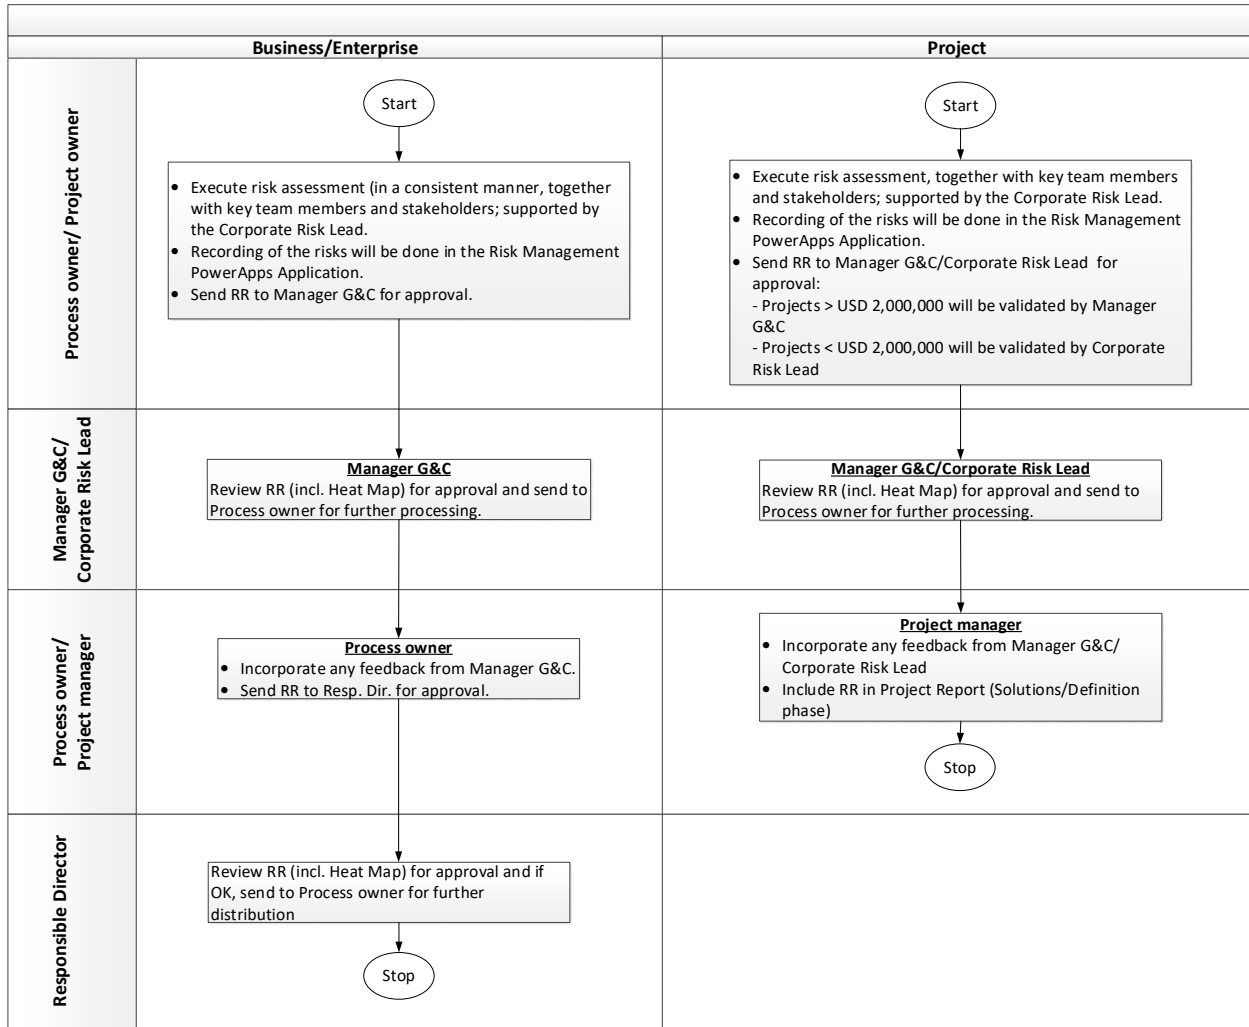 Business/Enterprise
Project
Process owner/ Project owner
Start
• Execute risk assessment (in a consistent manner, together
with key team members and stakeholders; supported by
the Corporate Risk Lead.
• Recording of the risks will be done in the Risk Management
PowerApps Application.
• Send RR to Manager G&C for approval.
Start
• Execute risk assessment, together with key team members
and stakeholders; supported by the Corporate Risk Lead.
• Recording of the risks will be done in the Risk Management
PowerApps Application.
• Send RR to Manager G&C/Corporate Risk Lead for
approval:
- Projects > USD 2,000,000 will be validated by Manager
G&C
- Projects < USD 2,000,000 will be validated by Corporate
Risk Lead
Manager G&C/
Corporate Risk Lead
Manager G&C
Review RR (incl. Heat Map) for approval and send to
Process owner for further processing.
Manager G&C/Corporate Risk Lead
Review RR (incl. Heat Map) for approval and send to
Process owner for further processing.
Process owner/
Project manager
Process owner
• Incorporate any feedback from Manager G&C.
• Send RR to Resp. Dir. for approval.
Project manager
• Incorporate any feedback from Manager G&C/
Corporate Risk Lead
• Include RR in Project Report (Solutions/Definition
phase)
Stop
Responsible Director
Review RR (incl. Heat Map) for approval and if
OK, send to Process owner for further
distribution
Stop